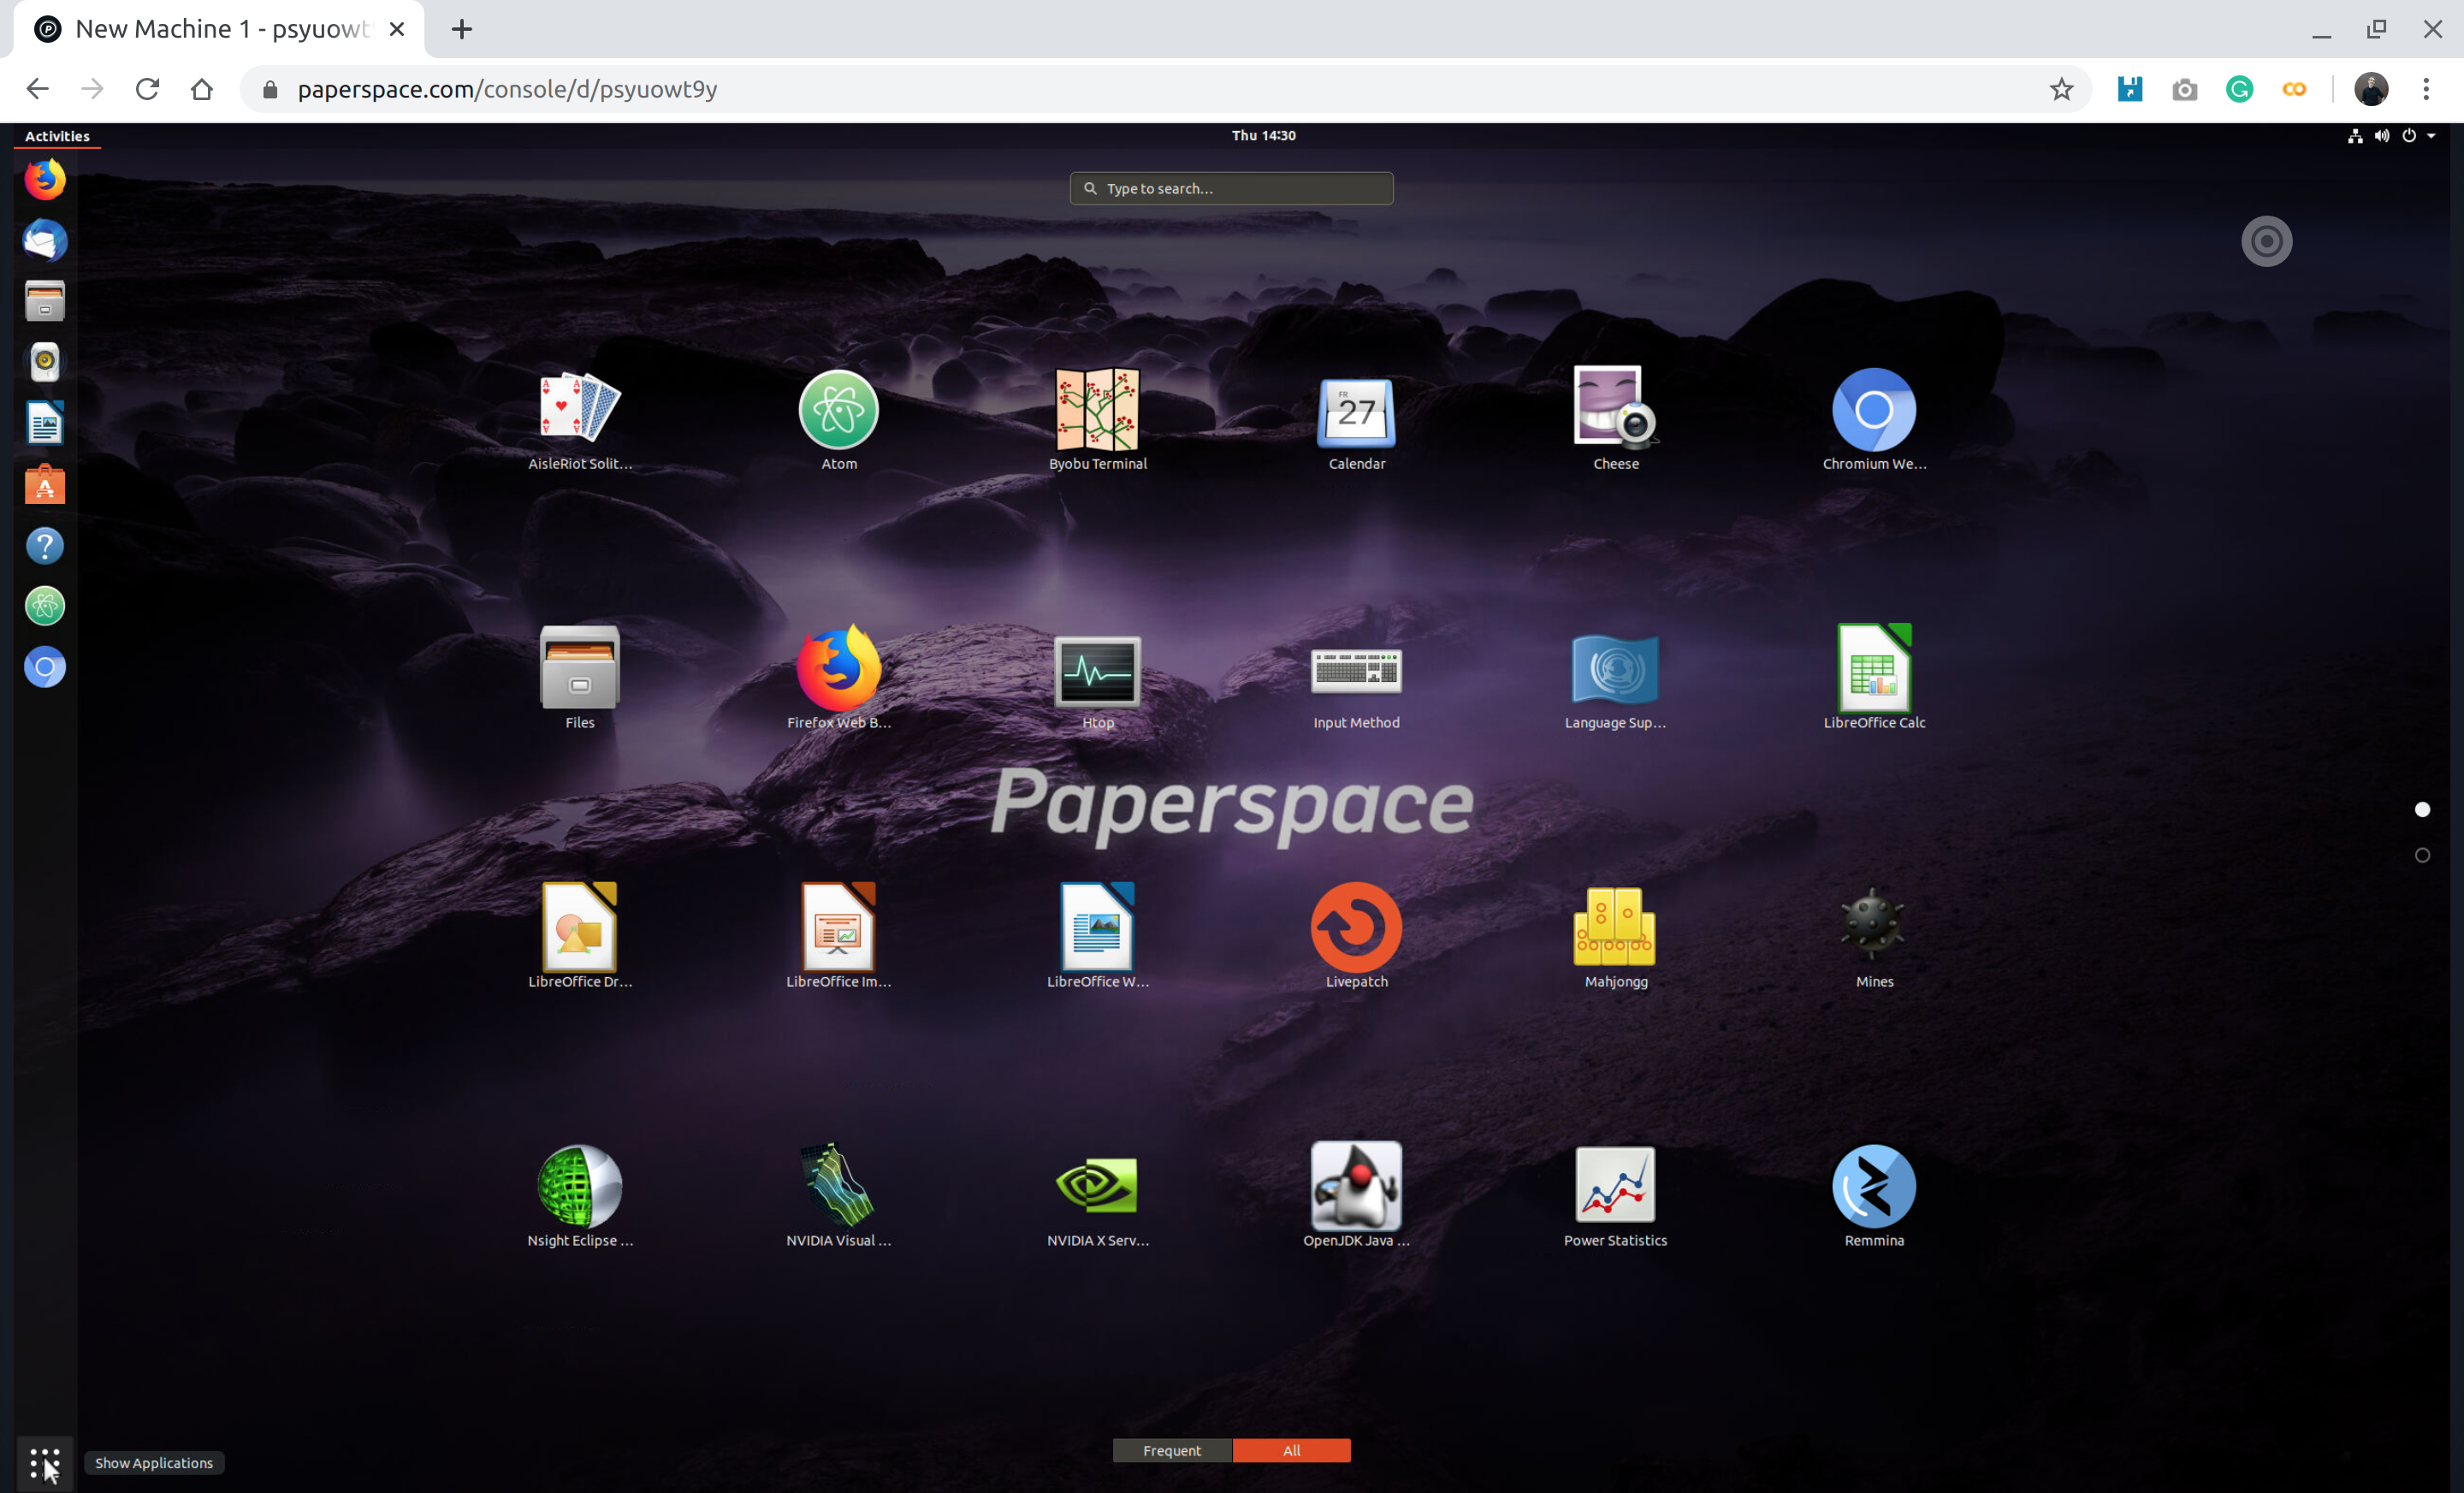 New Machine 1 - psyuowt
paperspace.com/console/d/psyuowt9y
Activities
Thu 14:30
Type to search...
AisleRiot Solit...
Atom
Byobu Terminal
FR
27
Calendar
Cheese
Chromium We...
Files
Firefox Web B...
Htop
Input Method
Language Sup...
LibreOffice Calc
Paperspace
LibreOffice Dr...
LibreOffice Im...
LibreOffice W...
Livepatch
Mahjongg
Mines
Nsight Eclipse ...
NVIDIA Visual ...
NVIDIA X Serv...
OpenJDK Java ...
Power Statistics
Remmina
Frequent
All
Show Applications